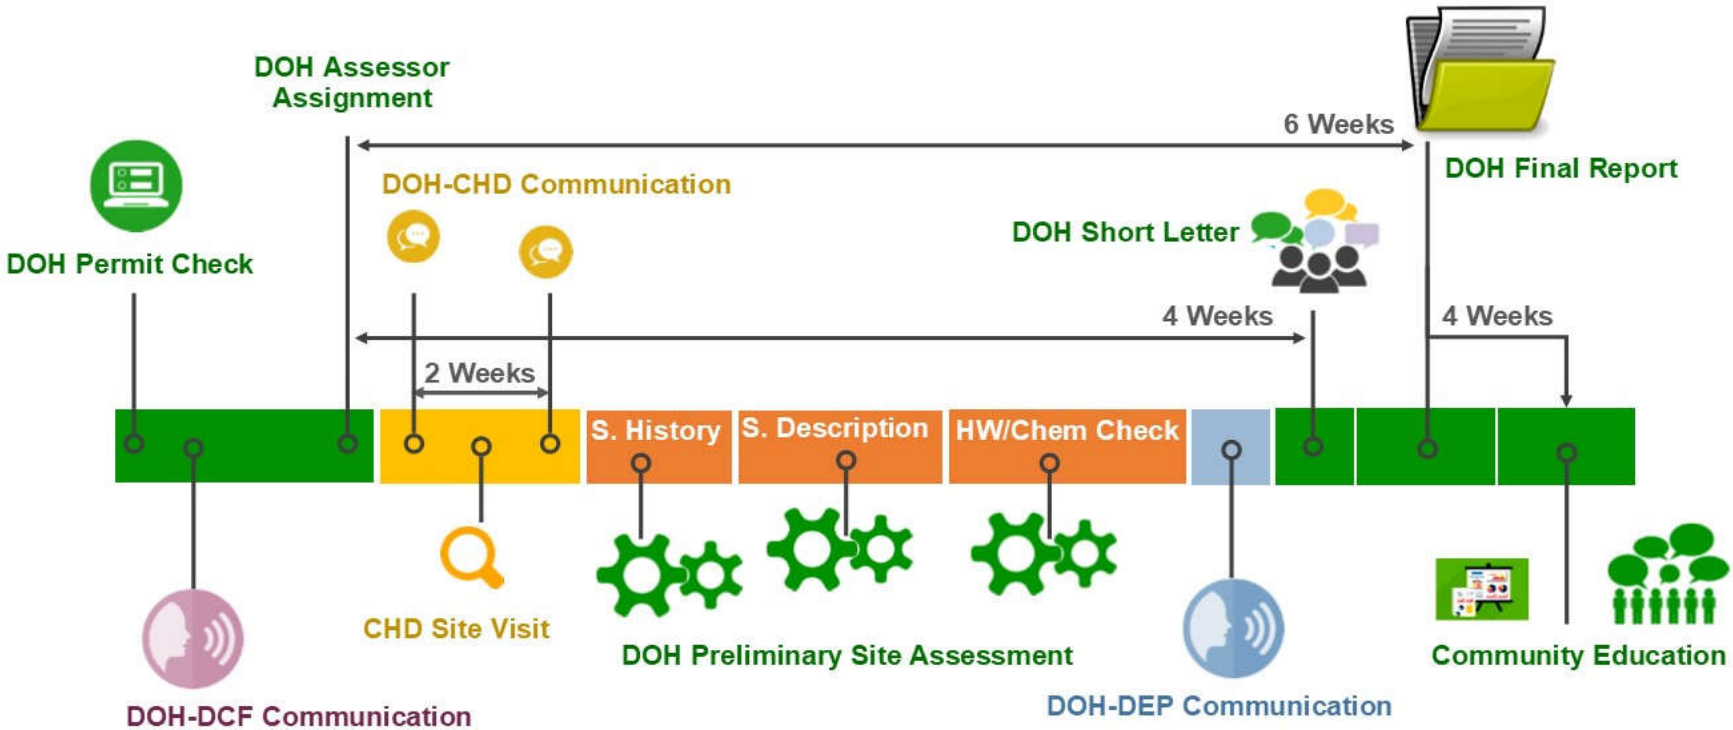 DOH Assessor
Assignment
6 Weeks
DOH Final Report
DOH-CHD Communication
DOH Short Letter
DOH Permit Check
4 Weeks
4 Weeks
2 Weeks
S. History
S. Description
HW/Chem Check
CHD Site Visit
DOH Preliminary Site Assessment
Community Education
DOH-DCF Communication
DOH-DEP Communication